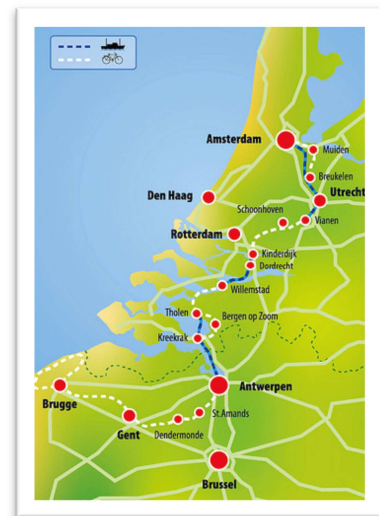 Amsterdam
Muiden
Breukelen
Utrecht
Den Haag
Schoonhoven
Vianen
Rotterdam
Kinderdijk
Dordrecht
Willemstad
Tholen
Bergen op Zoom
Kreekrak
Antwerpen
Brugge
St.Amands
Gent
Dendermonde
Brussel